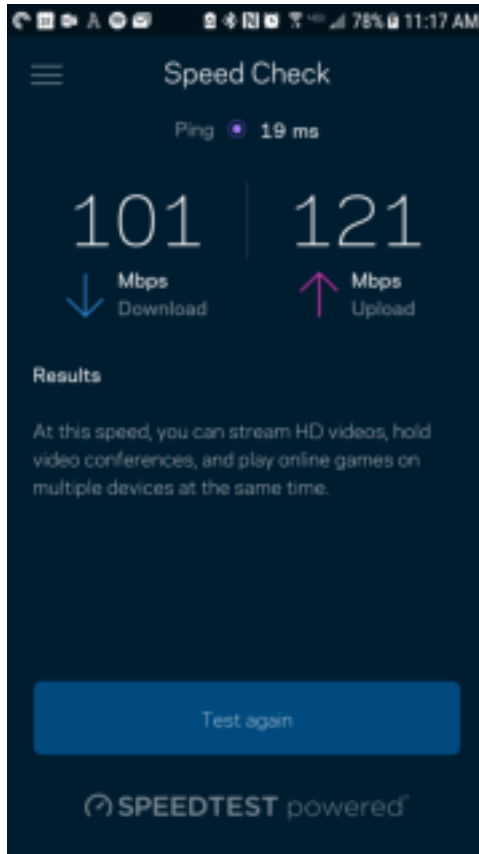 78% 11:17 AM
Speed Check
Ping 19 ms
101 121
Mbps Mbps
Download Upload
Results
At this speed, you can stream HD videos, hold
video conferences, and play online games on
multiple devices at the same time.
Test again
SPEEDTEST powered™